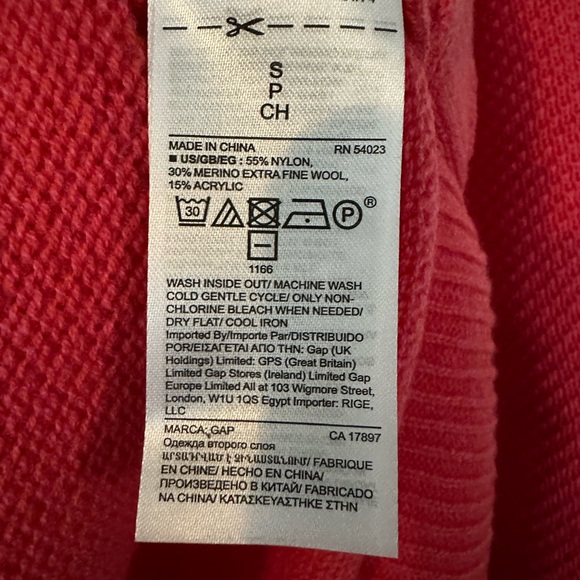 S
P
CH
MADE IN CHINA RN 54023
■ US/GB/EG : 55% NYLON,
30% MERINO EXTRA FINE WOOL,
15% ACRYLIC
30 P ®
1166
WASH INSIDE OUT/ MACHINE WASH
COLD GENTLE CYCLE/ ONLY NON-
CHLORINE BLEACH WHEN NEEDED/
DRY FLAT/ COOL IRON
Imported By/Importe Par/DISTRIBUIDO
POR/ΕΙΣΑΓΕΤΑΙ ΑΠΟ ΤΗΝ: Gap (UK
Holdings) Limited: GPS (Great Britain)
Limited Gap Stores (Ireland) Limited Gap
Europe Limited All at 103 Wigmore Street,
London, W1U 1QS Egypt Importer: RIGE,
LLC
MARCA: GAP CA 17897
Одежда второго слоя
ԱՐՏԱԴՐՎԱԾ Է ՉԻՆԱՍՏԱՆՈՒՄ/ FABRIQUE
EN CHINE/ HECHO EN CHINA/
ПРОИЗВЕДЕНО В КИТАЙ/ FABRICADO
NA CHINA/ ΚΑΤΑΣΚΕΥΑΣΤΗΚΕ ΣΤΗΝ